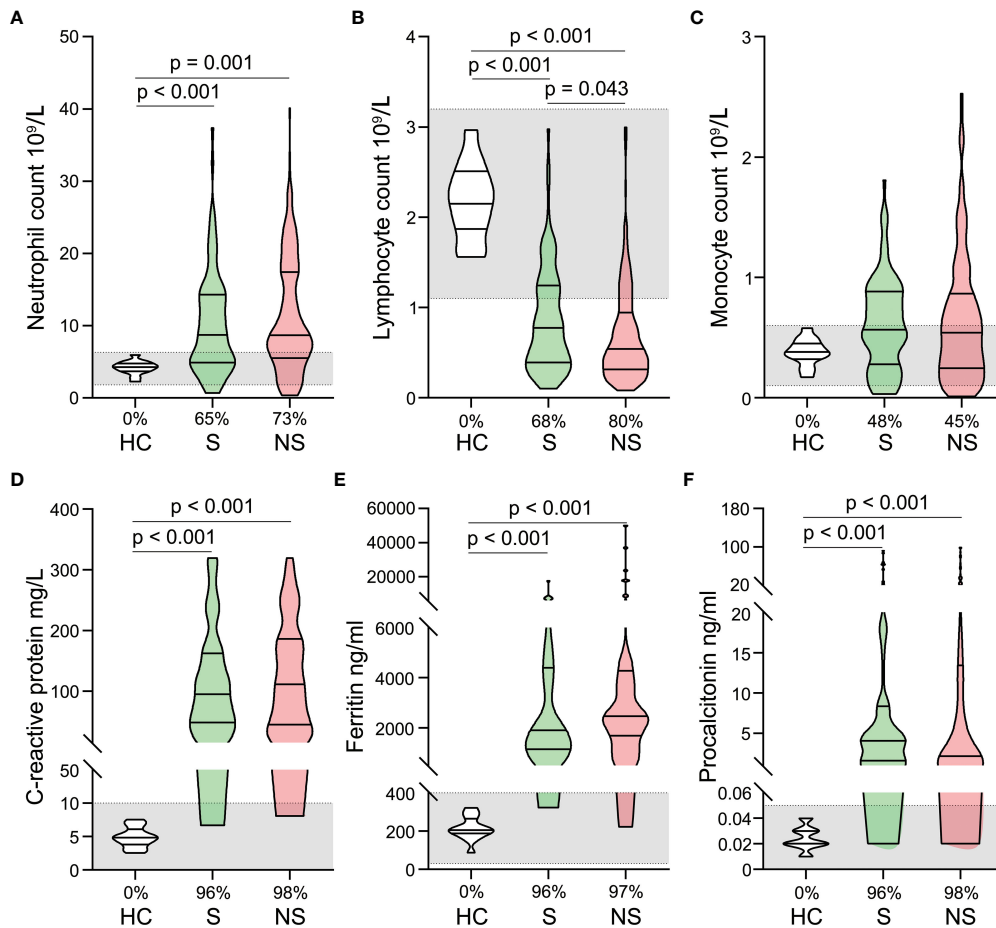 A
Neutrophil count 10⁹/L
50
40
30
20
10
0
p = 0.001
p < 0.001
0% 65% 73%
HC S NS
B
Lymphocyte count 10⁹/L
4
3
2
1
0
p < 0.001
p < 0.001
p = 0.043
0% 68% 80%
HC S NS
C
Monocyte count 10⁹/L
3
2
1
0
0% 48% 45%
HC S NS
D
C-reactive protein mg/L
400
300
200
100
50
10
5
0
p < 0.001
p < 0.001
0% 96% 98%
HC S NS
E
Ferritin ng/ml
60000
40000
20000
6000
4000
2000
400
200
0
p < 0.001
p < 0.001
0% 96% 97%
HC S NS
F
Procalcitonin ng/ml
180
100
20
20
15
10
5
0.06
0.04
0.02
0
p < 0.001
p < 0.001
0% 96% 98%
HC S NS